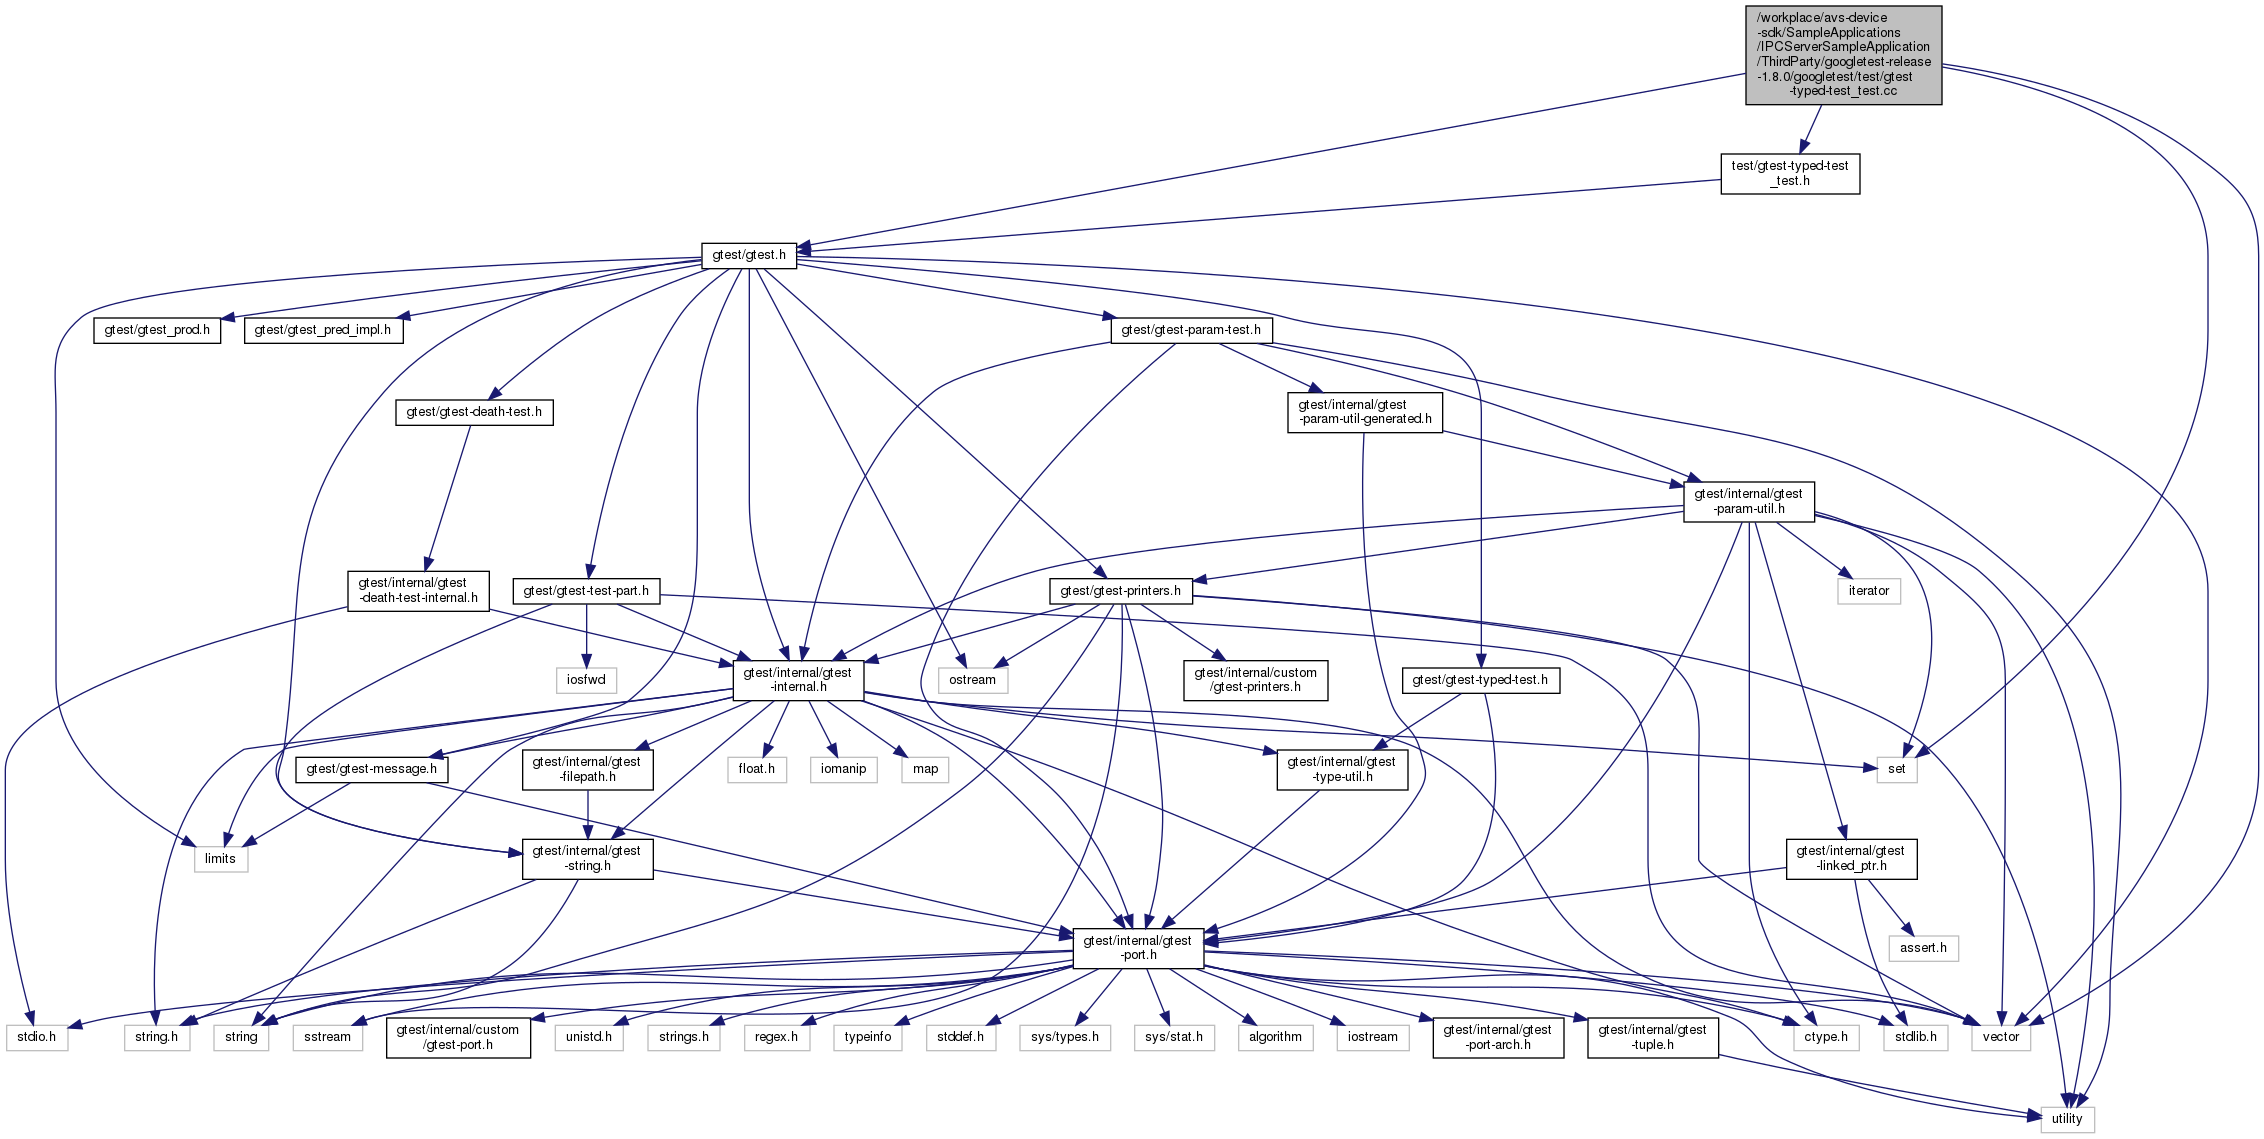 /workplace/avs-device
-sdk/SampleApplications
/IPCServerSampleApplication
/ThirdParty/googletest-release
-1.8.0/googletest/test/gtest
-typed-test_test.cc
test/gtest-typed-test
_test.h
gtest/gtest.h
gtest/gtest_prod.h
gtest/gtest_pred_impl.h
gtest/gtest-param-test.h
gtest/gtest-death-test.h
gtest/internal/gtest
-param-util-generated.h
gtest/internal/gtest
-param-util.h
gtest/internal/gtest
-death-test-internal.h
gtest/gtest-test-part.h
gtest/gtest-printers.h
iterator
gtest/internal/gtest
-internal.h
iosfwd
ostream
gtest/internal/custom
/gtest-printers.h
gtest/gtest-typed-test.h
gtest/gtest-message.h
gtest/internal/gtest
-filepath.h
float.h
iomanip
map
gtest/internal/gtest
-type-util.h
set
limits
gtest/internal/gtest
-string.h
gtest/internal/gtest
-linked_ptr.h
gtest/internal/gtest
-port.h
assert.h
stdio.h
string.h
string
sstream
gtest/internal/custom
/gtest-port.h
unistd.h
strings.h
regex.h
typeinfo
stddef.h
sys/types.h
sys/stat.h
algorithm
iostream
gtest/internal/gtest
-port-arch.h
gtest/internal/gtest
-tuple.h
ctype.h
stdlib.h
vector
utility